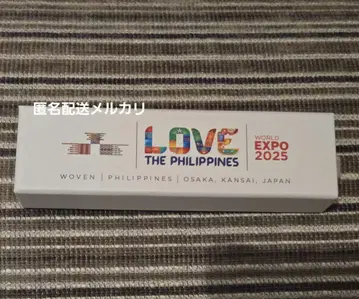 匿名配送メルカリ
LOVE
THE PHILIPPINES
WORLD
EXPO
2025
WOVEN | PHILIPPINES | OSAKA, KANSAI, JAPAN